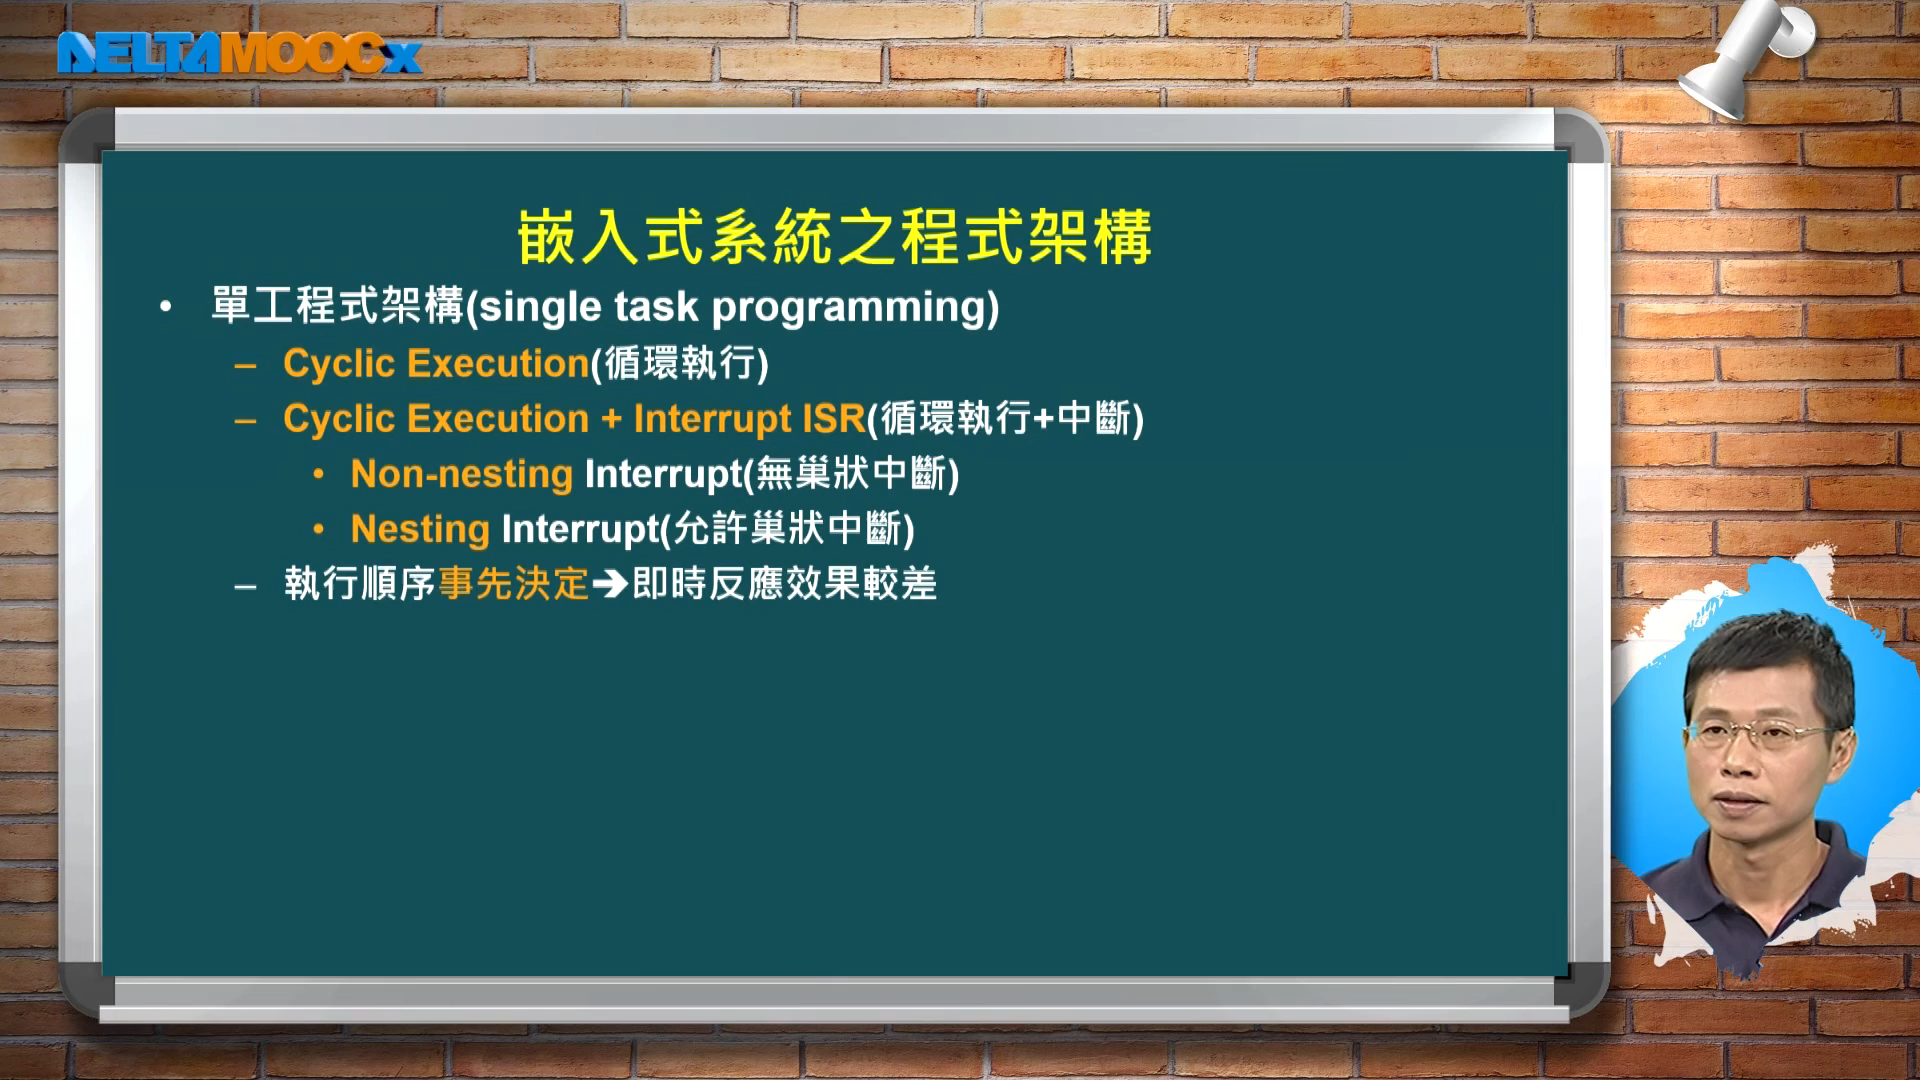 DELTAMOOCx
嵌入式系統之程式架構
• 單工程式架構(single task programming)
– Cyclic Execution(循環執行)
– Cyclic Execution + Interrupt ISR(循環執行+中斷)
• Non-nesting Interrupt(無巢狀中斷)
• Nesting Interrupt(允許巢狀中斷)
– 執行順序事先決定➔即時反應效果較差